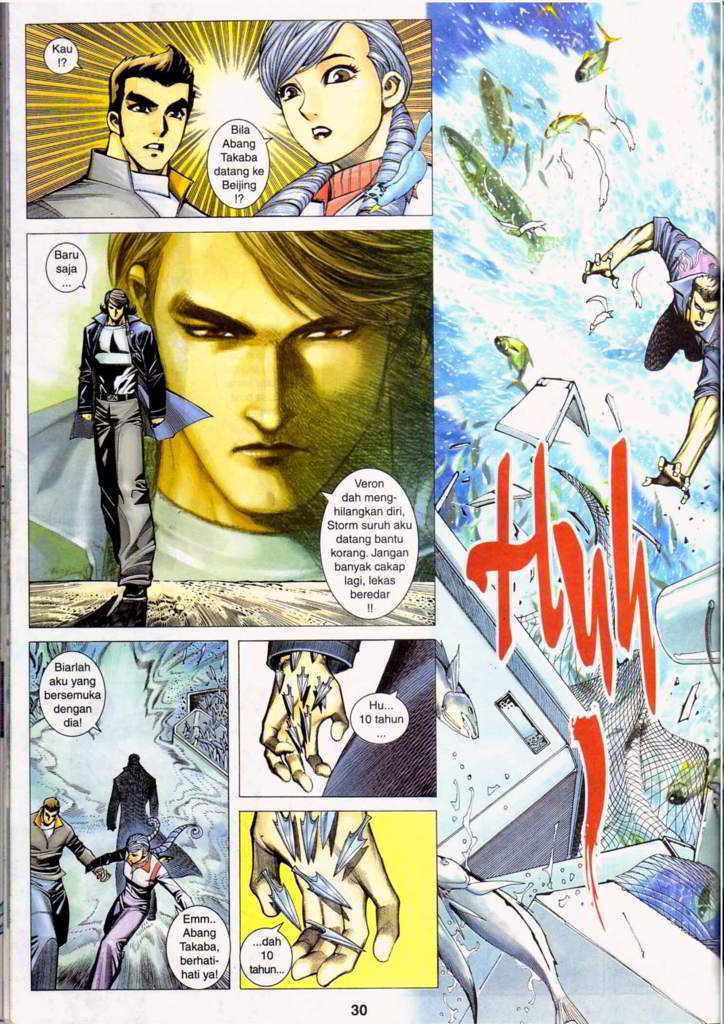 Kau
!?
Bila
Abang
Takaba
datang ke
Beijing
!?
Baru
saja
...
Veron
dah meng-
hilangkan diri,
Storm suruh aku
datang bantu
korang. Jangan
banyak cakap
lagi, lekas
beredar
!!
Biarlah
aku yang
bersemuka
dengan
dia!
Emm..
Abang
Takaba,
berhati-
hati ya!
Hu...
10 tahun
...
...dah
10
tahun...
Huh
!
30